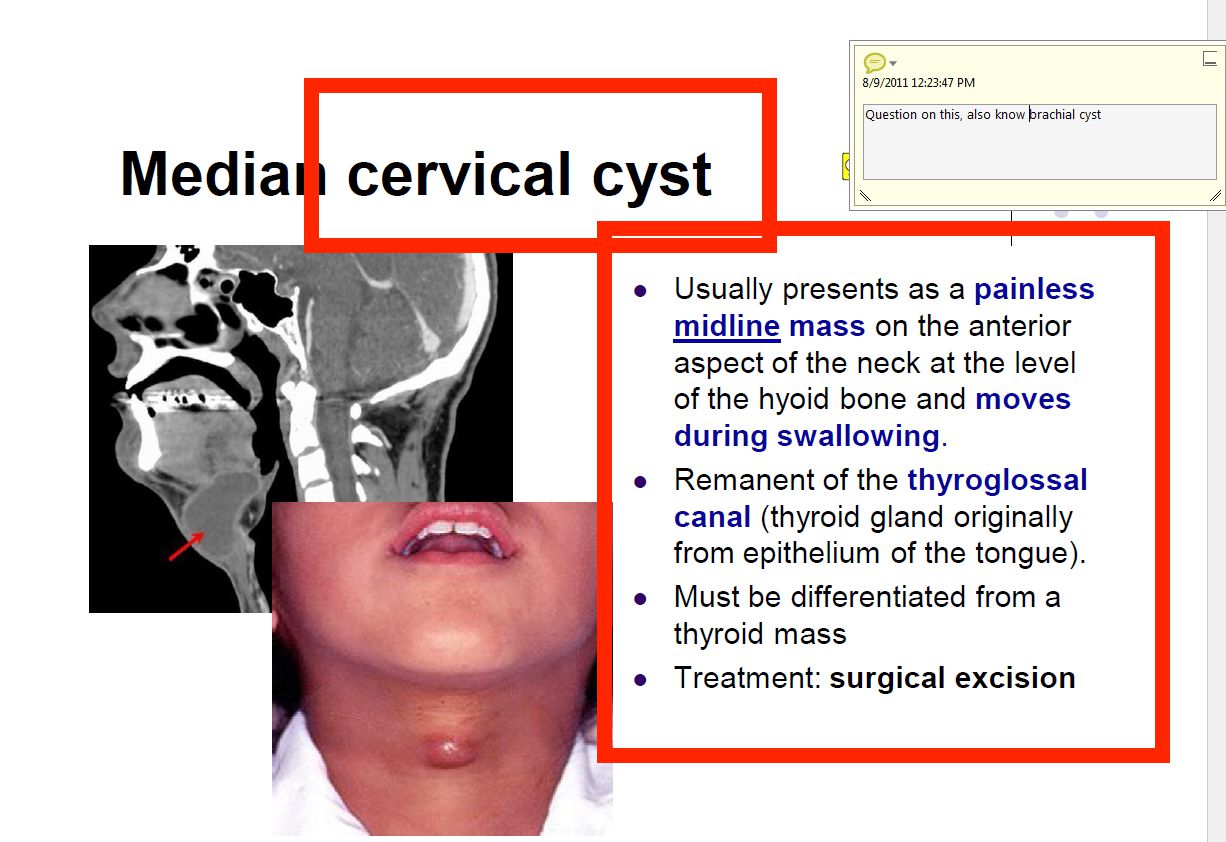 8/9/2011 12:23:47 PM
Question on this, also know brachial cyst
Median cervical cyst
Usually presents as a painless
midline mass on the anterior
aspect of the neck at the level
of the hyoid bone and moves
during swallowing.
Remanent of the thyroglossal
canal (thyroid gland originally
from epithelium of the tongue).
Must be differentiated from a
thyroid mass
Treatment: surgical excision